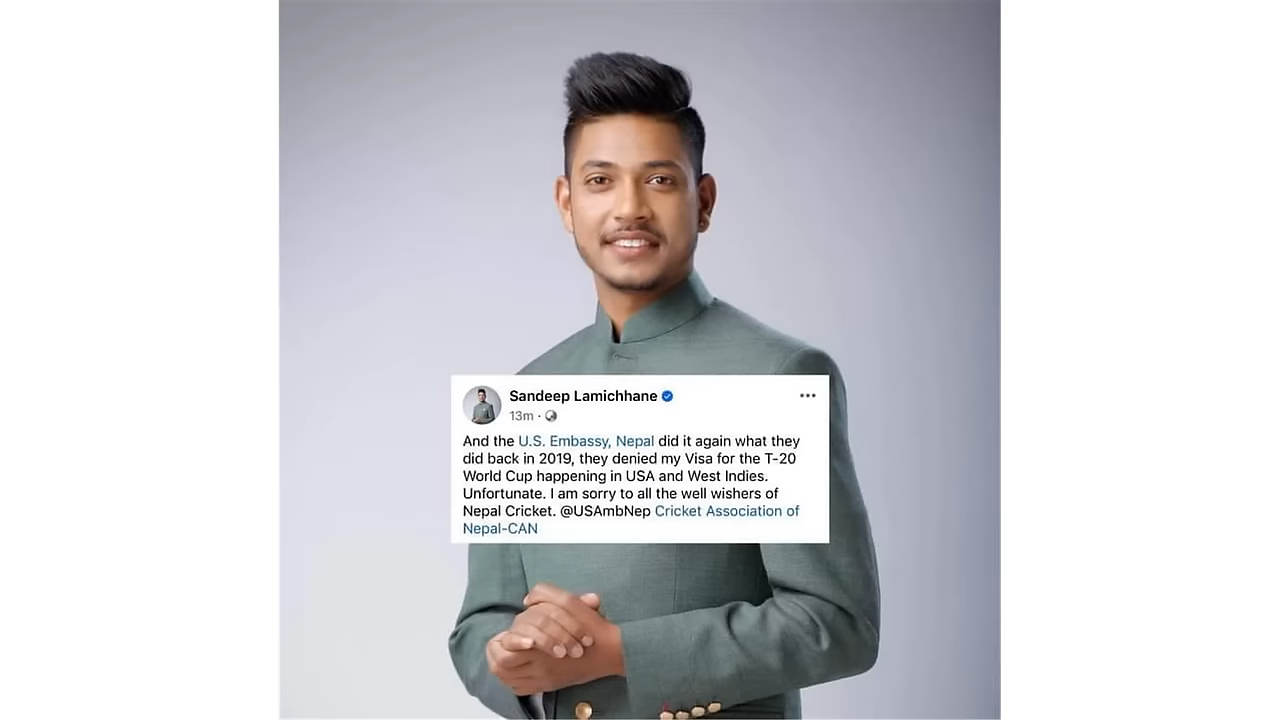 Sandeep Lamichhane
13m ·
And the U.S. Embassy, Nepal did it again what they
did back in 2019, they denied my Visa for the T-20
World Cup happening in USA and West Indies.
Unfortunate. I am sorry to all the well wishers of
Nepal Cricket. @USAmbNep Cricket Association of
Nepal-CAN